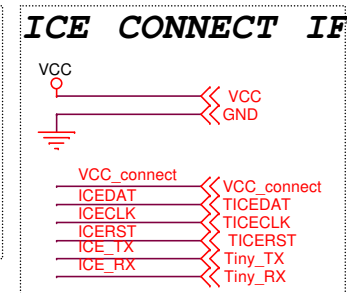 ICE CONNECT IF
VCC
VCC
GND
VCC_connect VCC_connect
ICEDAT TICEDAT
ICECLK TICECLK
ICERST TICERST
ICE_TX Tiny_TX
ICE_RX Tiny_RX